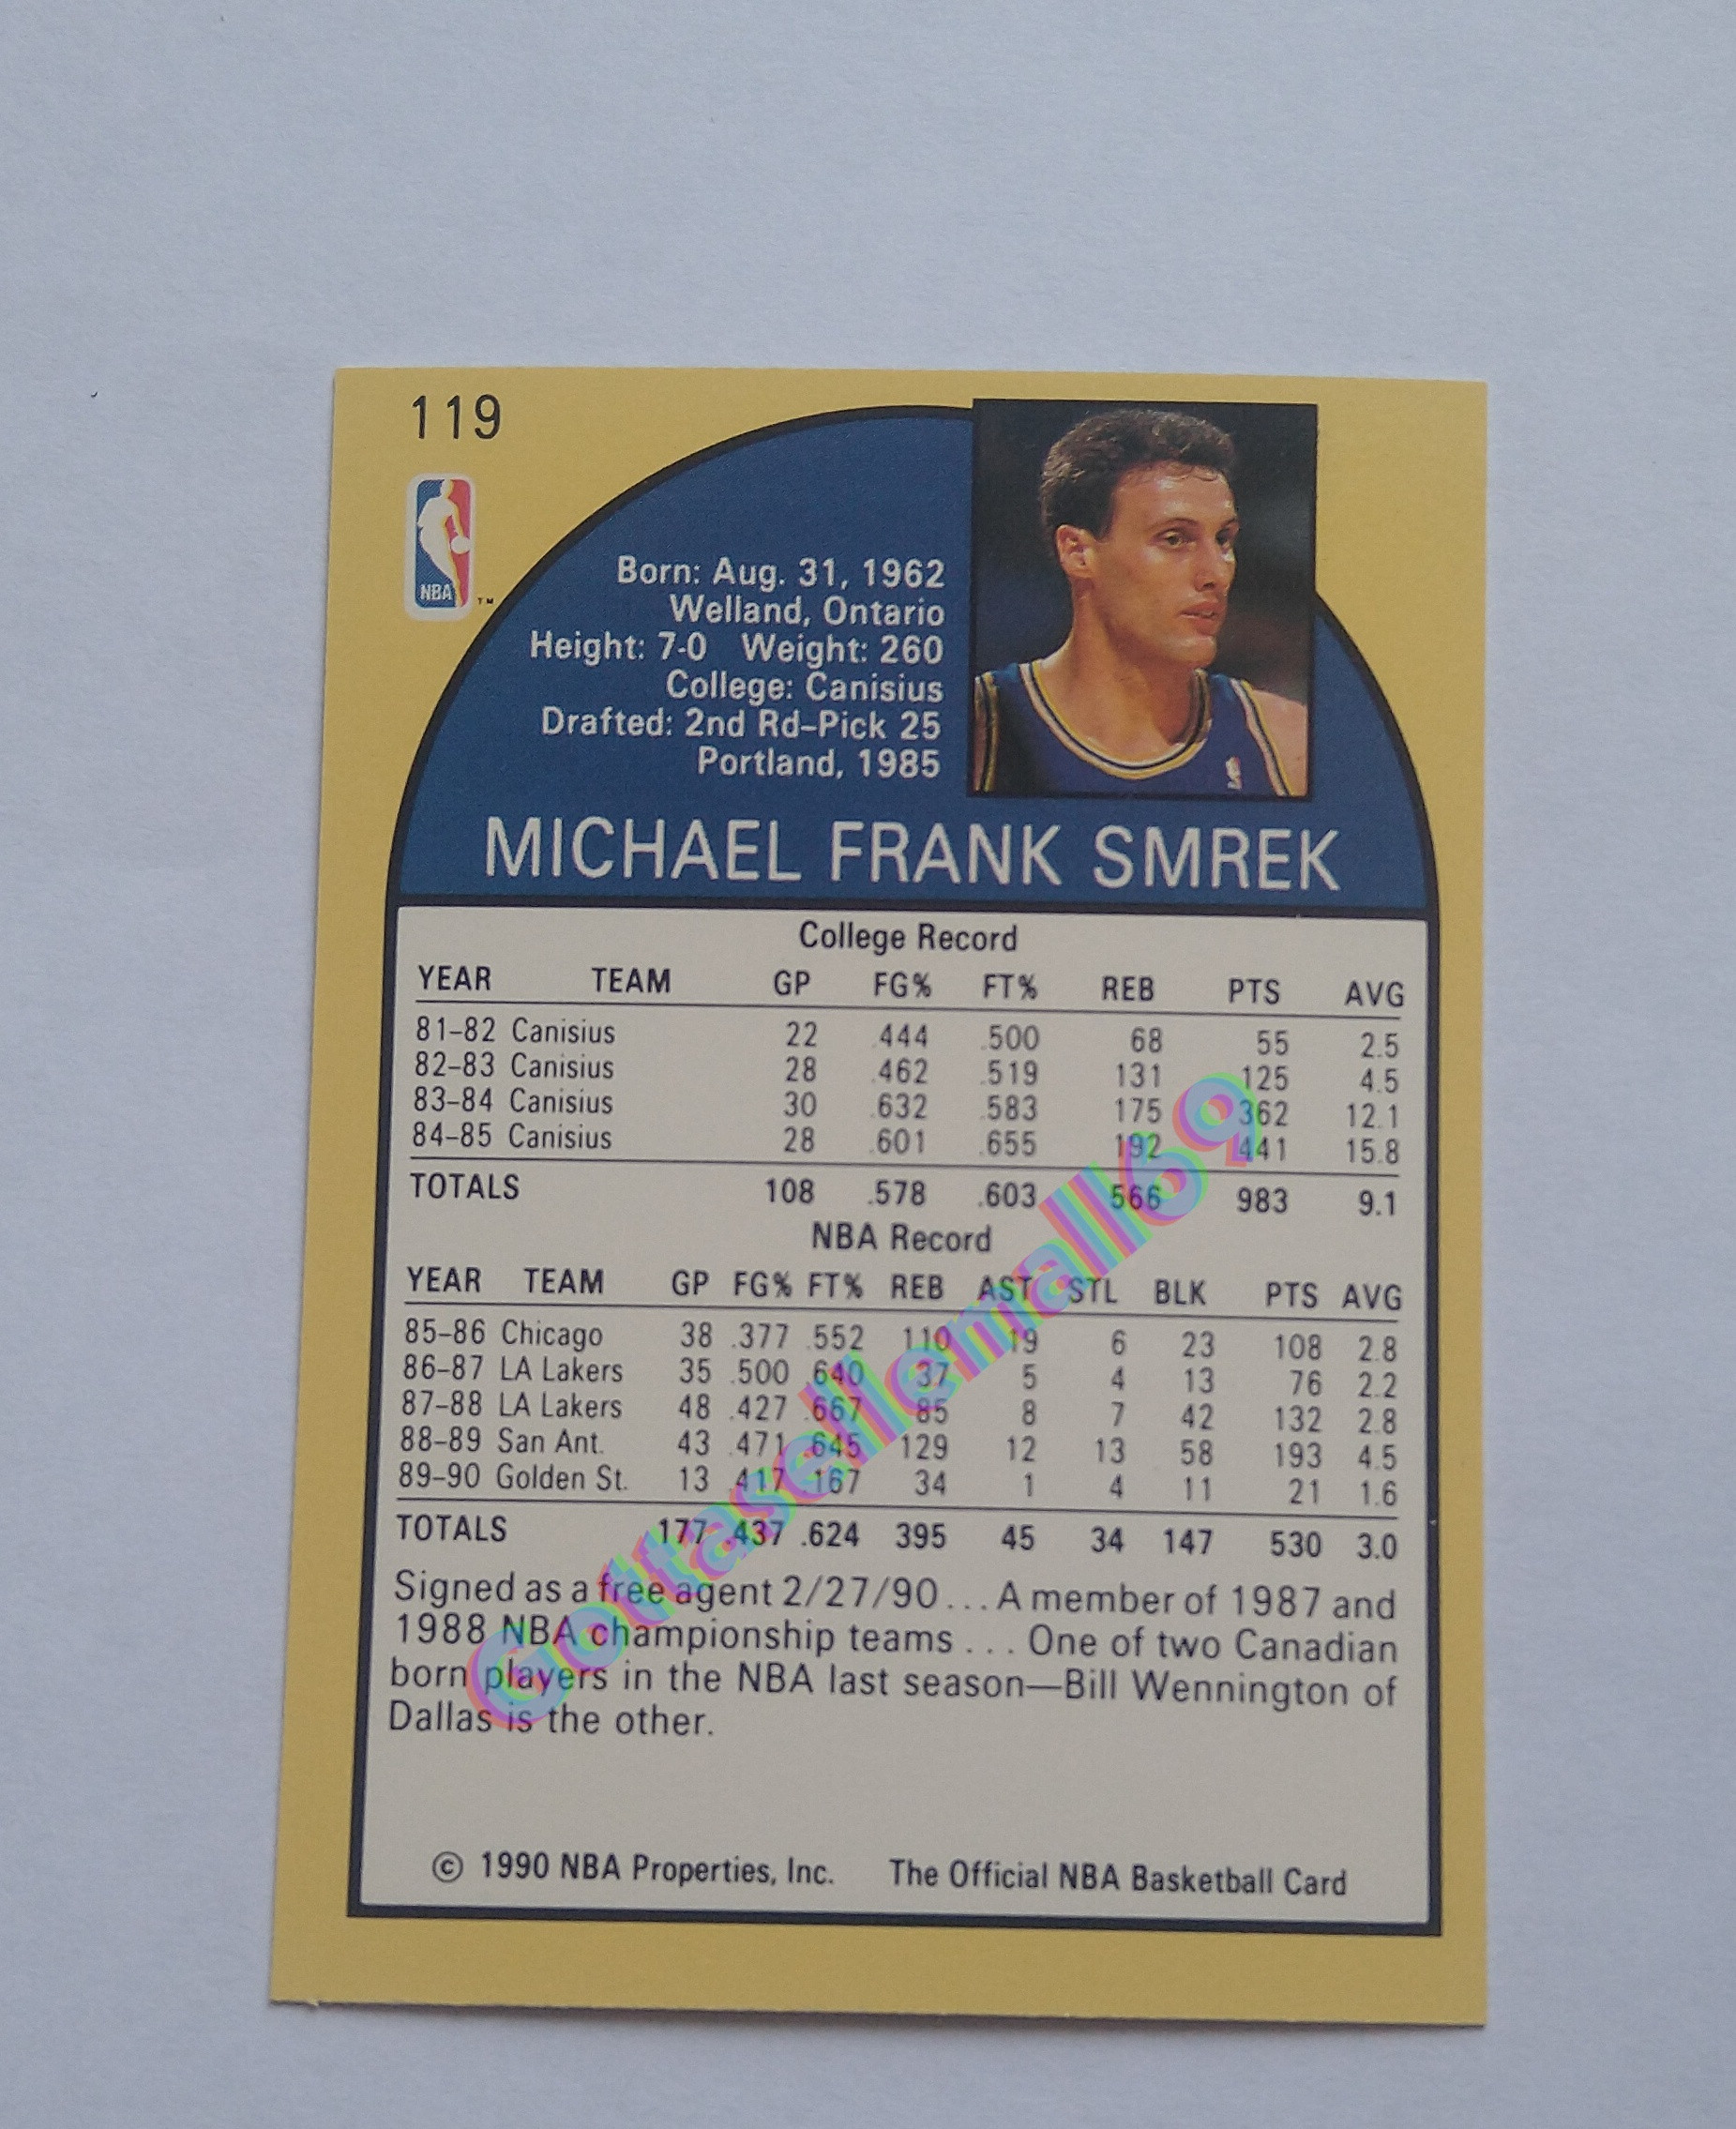 119
NBA
TM
Born: Aug. 31, 1962
Welland, Ontario
Height: 7-0 Weight: 260
College: Canisius
Drafted: 2nd Rd–Pick 25
Portland, 1985
MICHAEL FRANK SMREK
College Record
YEAR TEAM GP FG% FT% REB PTS AVG
81–82 Canisius 22 .444 .500 68 55 2.5
82–83 Canisius 28 .462 .519 131 125 4.5
83–84 Canisius 30 .632 .583 175 362 12.1
84–85 Canisius 28 .601 .655 192 441 15.8
TOTALS 108 .578 .603 566 983 9.1
NBA Record
YEAR TEAM GP FG% FT% REB AST STL BLK PTS AVG
85–86 Chicago 38 .377 .552 110 19 6 23 108 2.8
86–87 LA Lakers 35 .500 .640 37 5 4 13 76 2.2
87–88 LA Lakers 48 .427 .667 85 8 7 42 132 2.8
88–89 San Ant. 43 .471 .645 129 12 13 58 193 4.5
89–90 Golden St. 13 .417 .167 34 1 4 11 21 1.6
TOTALS 177 .437 .624 395 45 34 147 530 3.0
Signed as a free agent 2/27/90 . . . A member of 1987 and
1988 NBA championship teams . . . One of two Canadian
born players in the NBA last season—Bill Wennington of
Dallas is the other.
© 1990 NBA Properties, Inc. The Official NBA Basketball Card
Gottasellemall69